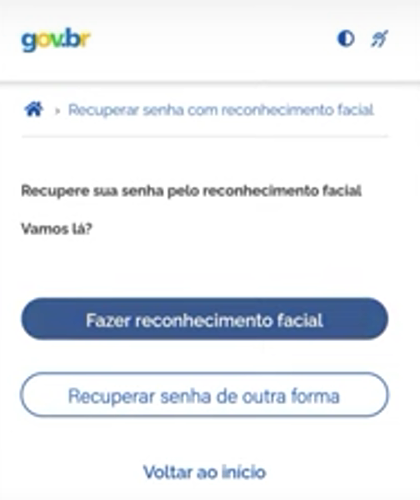 gov.br
› Recuperar senha com reconhecimento facial
Recupere sua senha pelo reconhecimento facial
Vamos lá?
Fazer reconhecimento facial
Recuperar senha de outra forma
Voltar ao início